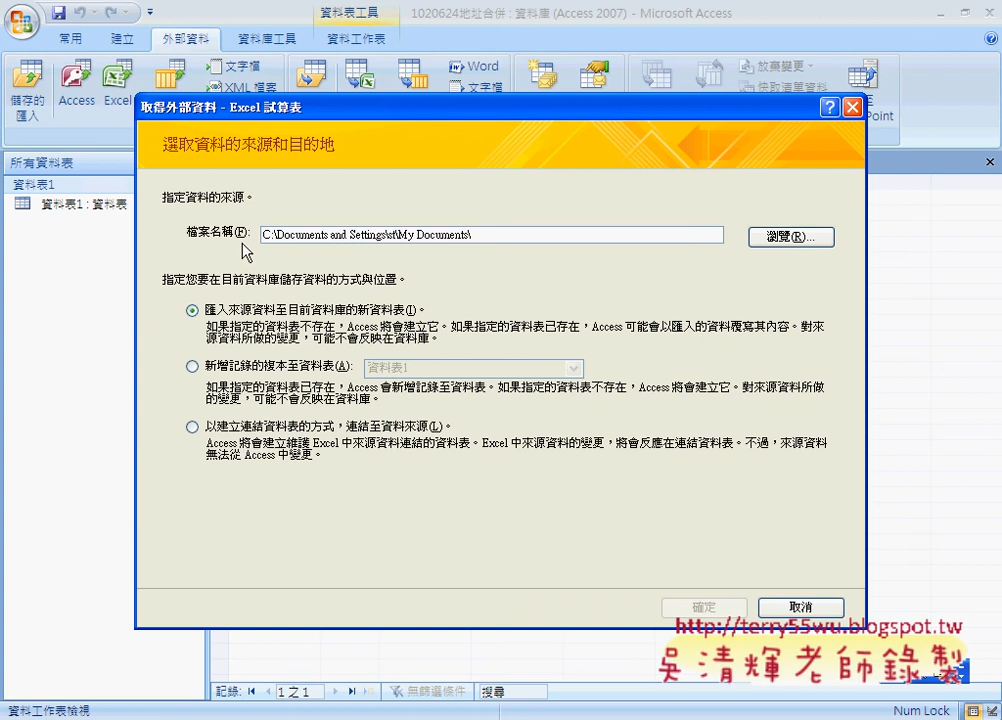 資料表工具
1020624地址合併 : 資料庫 (Access 2007) - Microsoft Access
常用
建立
外部資料
資料庫工具
資料工作表
儲存的
匯入
Access
Excel
文字檔
XML 檔案
Word
文字檔
放棄變更
快取清單資料
Point
取得外部資料 - Excel 試算表
選取資料的來源和目的地
所有資料表
資料表1
資料表1 : 資料表
指定資料的來源。
檔案名稱(F):
C:\Documents and Settings\st\My Documents\
瀏覽(R)...
指定您要在目前資料庫儲存資料的方式與位置。
匯入來源資料至目前資料庫的新資料表(I)。
如果指定的資料表不存在，Access 將會建立它。如果指定的資料表已存在，Access 可能會以匯入的資料覆寫其內容。對來
源資料所做的變更，可能不會反映在資料庫。
新增記錄的複本至資料表(A):
資料表1
如果指定的資料表已存在，Access 會新增記錄至資料表。如果指定的資料表不存在，Access 將會建立它。對來源資料所做
的變更，可能不會反映在資料庫。
以建立連結資料表的方式，連結至資料來源(L)。
Access 將會建立維護 Excel 中來源資料連結的資料表。Excel 中來源資料的變更，將會反應在連結資料表。不過，來源資料
無法從 Access 中變更。
確定
取消
http://terry55wu.blogspot.tw
吳清輝老師錄製
記錄:
1 之 1
無篩選條件
搜尋
資料工作表檢視
Num Lock